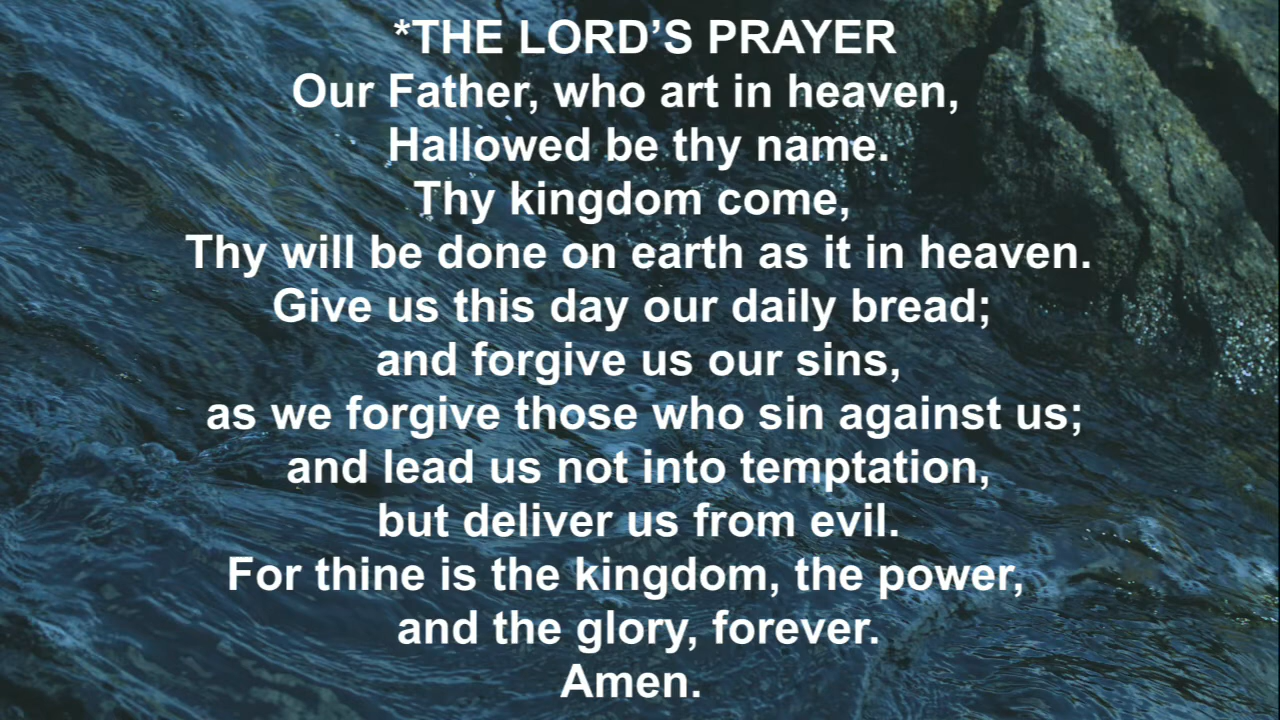 *THE LORD’S PRAYER
Our Father, who art in heaven,
Hallowed be thy name.
Thy kingdom come,
Thy will be done on earth as it in heaven.
Give us this day our daily bread;
and forgive us our sins,
as we forgive those who sin against us;
and lead us not into temptation,
but deliver us from evil.
For thine is the kingdom, the power,
and the glory, forever.
Amen.